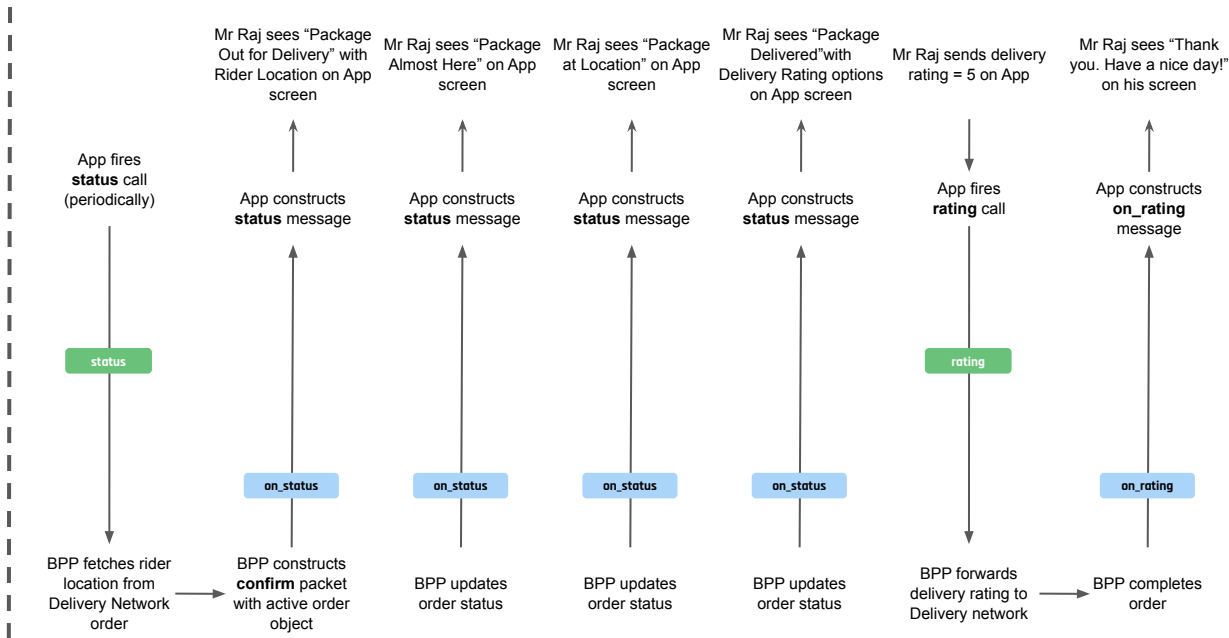 Mr Raj sees “Package
Out for Delivery” with
Rider Location on App
screen
Mr Raj sees “Package
Almost Here” on App
screen
Mr Raj sees “Package
at Location” on App
screen
Mr Raj sees “Package
Delivered”with
Delivery Rating options
on App screen
Mr Raj sends delivery
rating = 5 on App
Mr Raj sees “Thank
you. Have a nice day!”
on his screen
App fires
status call
(periodically)
App constructs
status message
App constructs
status message
App constructs
status message
App constructs
status message
App fires
rating call
App constructs
on_rating
message
status
rating
on_status
on_status
on_status
on_status
on_rating
BPP fetches rider
location from
Delivery Network
order
BPP constructs
confirm packet
with active order
object
BPP updates
order status
BPP updates
order status
BPP updates
order status
BPP forwards
delivery rating to
Delivery network
BPP completes
order